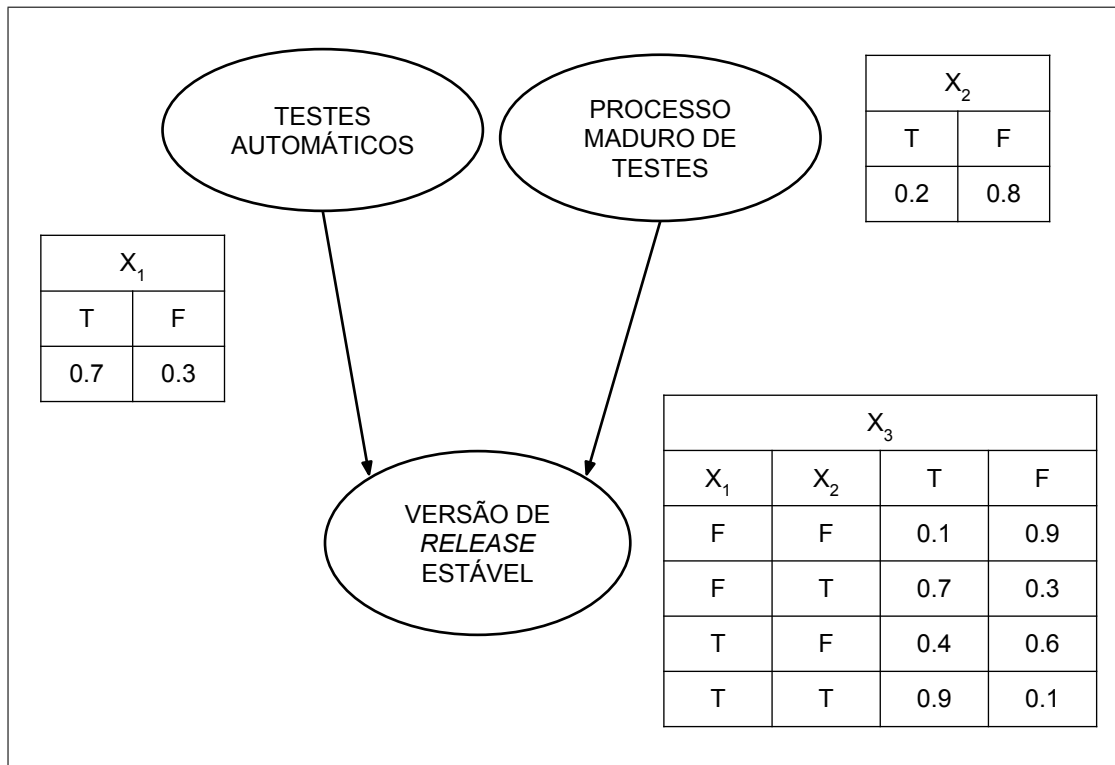 TESTES
AUTOMÁTICOS
PROCESSO
MADURO DE
TESTES
X₂
T F
0.2 0.8
X₁
T F
0.7 0.3
VERSÃO DE
RELEASE
ESTÁVEL
X₃
X₁ X₂ T F
F F 0.1 0.9
F T 0.7 0.3
T F 0.4 0.6
T T 0.9 0.1